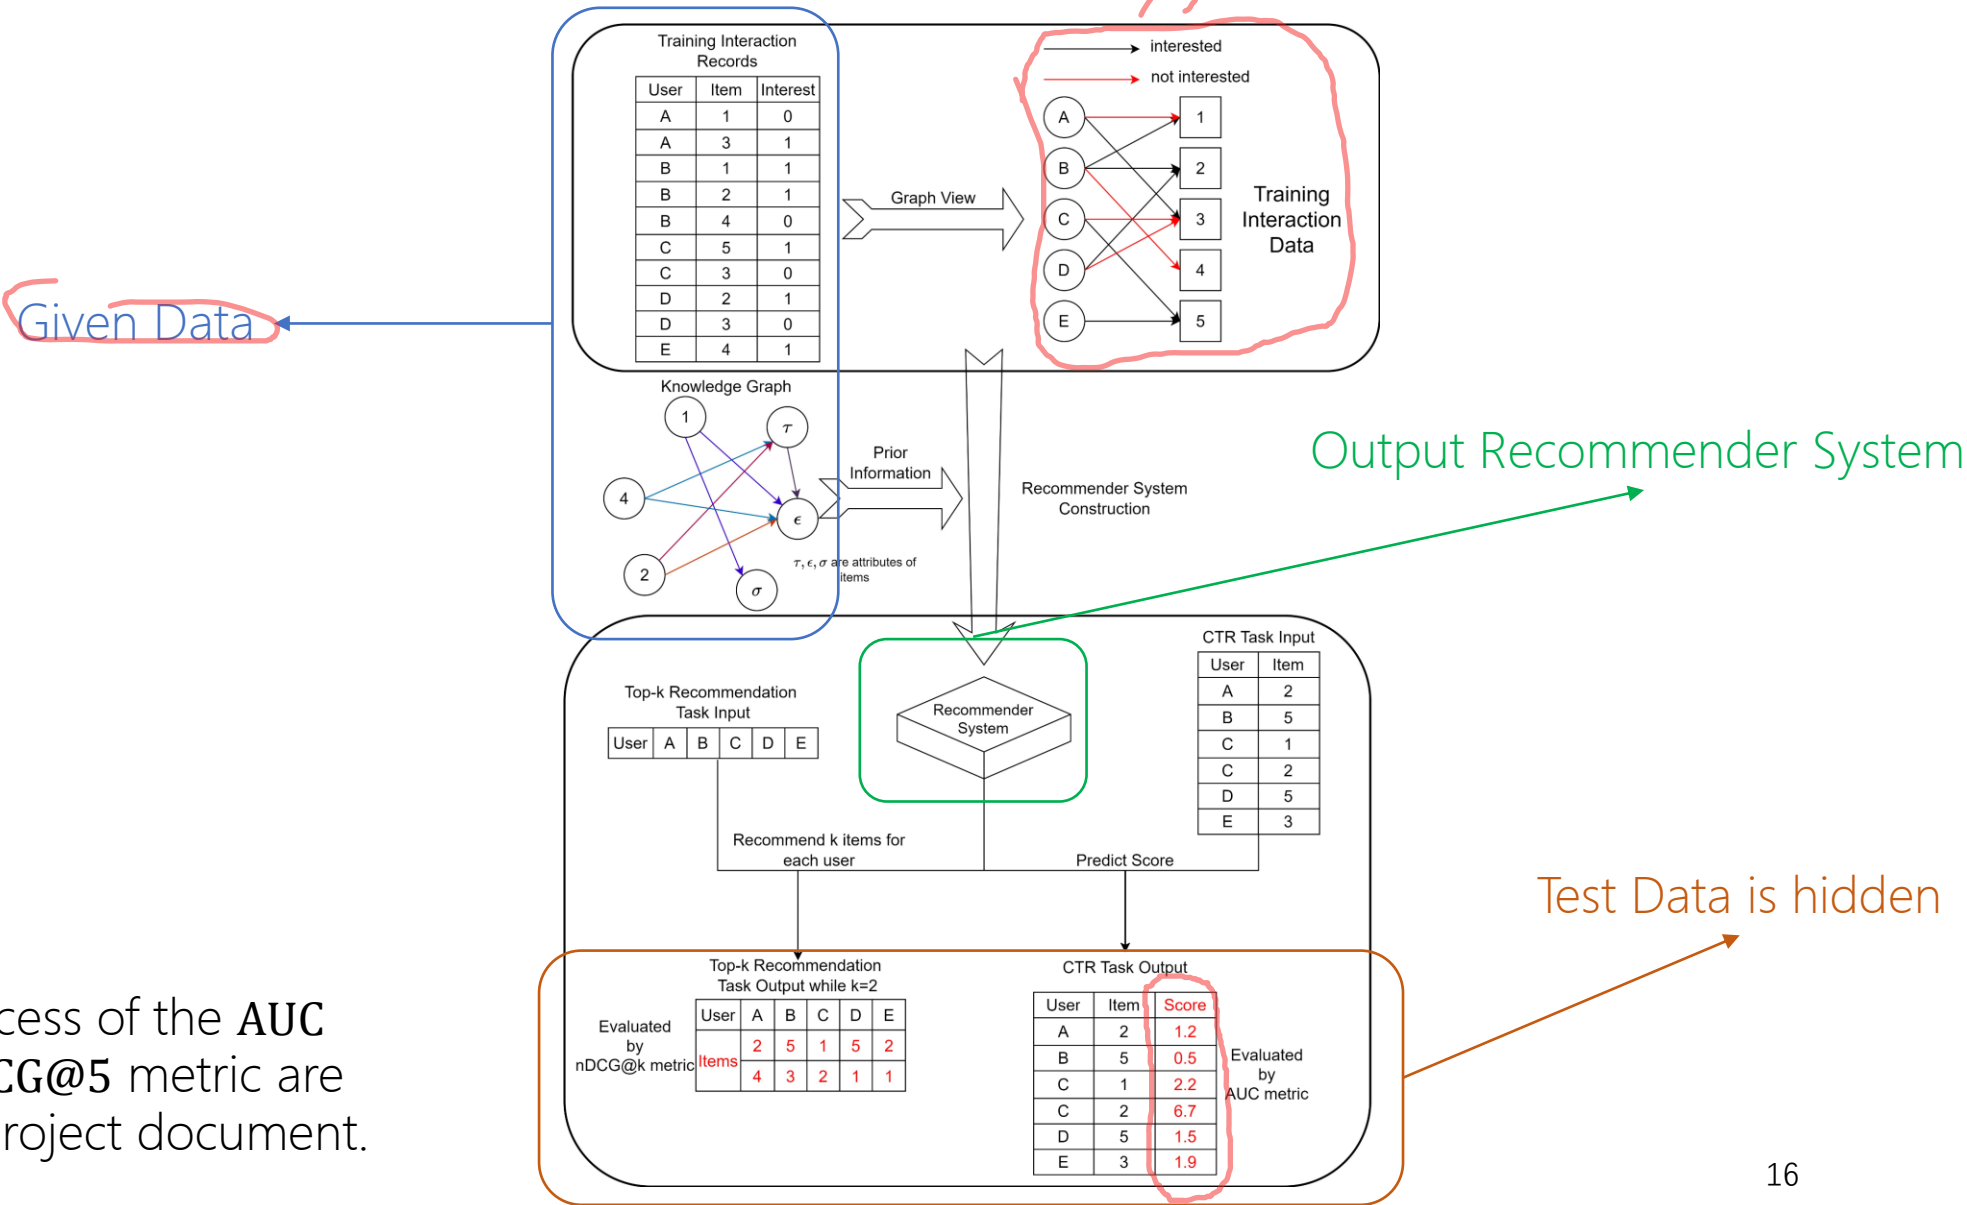 Training Interaction
Records
User Item Interest
A 1 0
A 3 1
B 1 1
B 2 1
B 4 0
C 5 1
C 3 0
D 2 1
D 3 0
E 4 1
Graph View
interested
not interested
A 1
B 2
C 3
D 4
E 5
Training
Interaction
Data
Given Data
Knowledge Graph
1
τ
4
ϵ
2
σ
τ, ϵ, σ are attributes of
items
Prior
Information
Recommender System
Construction
Output Recommender System
Top-k Recommendation
Task Input
User A B C D E
Recommender
System
CTR Task Input
User Item
A 2
B 5
C 1
C 2
D 5
E 3
Recommend k items for
each user
Predict Score
Test Data is hidden
Top-k Recommendation
Task Output while k=2
Evaluated
by
nDCG@k metric
User A B C D E
Items
2 5 1 5 2
4 3 2 1 1
CTR Task Output
User Item Score
A 2 1.2
B 5 0.5
C 1 2.2
C 2 6.7
D 5 1.5
E 3 1.9
Evaluated
by
AUC metric
cess of the AUC
CG@5 metric are
roject document.
16